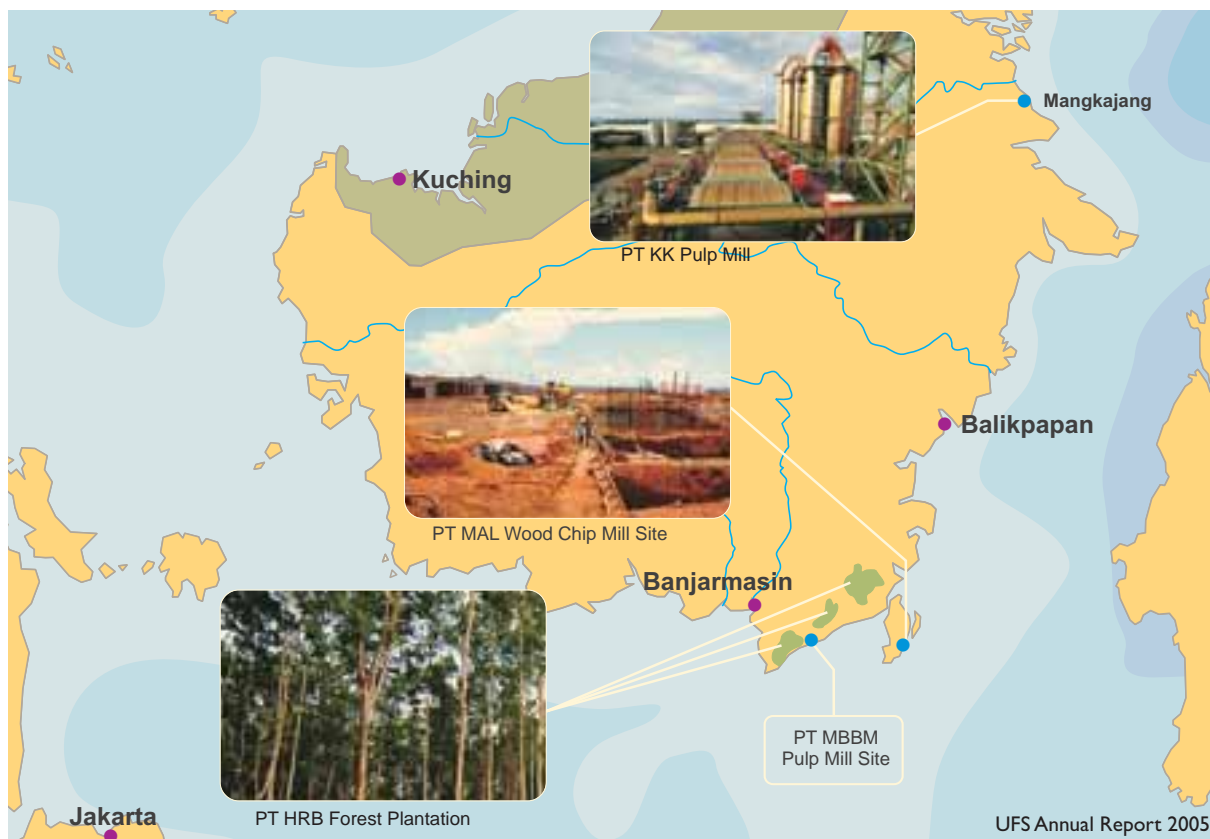 Mangkajang
Kuching
PT KK Pulp Mill
Balikpapan
PT MAL Wood Chip Mill Site
Banjarmasin
PT MBBM
Pulp Mill Site
Jakarta
PT HRB Forest Plantation
UFS Annual Report 2005